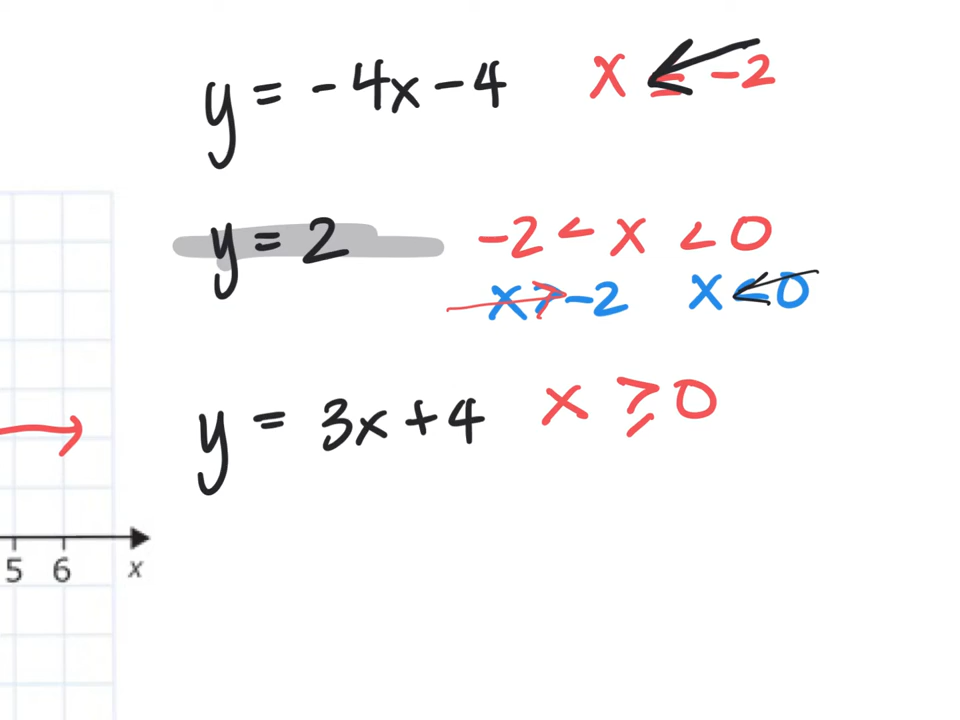 y = -4x - 4 x ≤ -2
y = 2 -2 < x < 0
x > -2 x < 0
y = 3x + 4 x ≥ 0
5 6 x